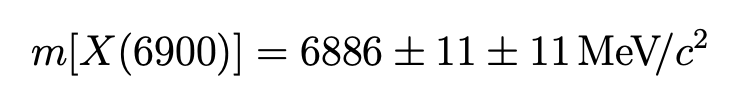 m[X(6900)] = 6886 ± 11 ± 11 MeV/c²